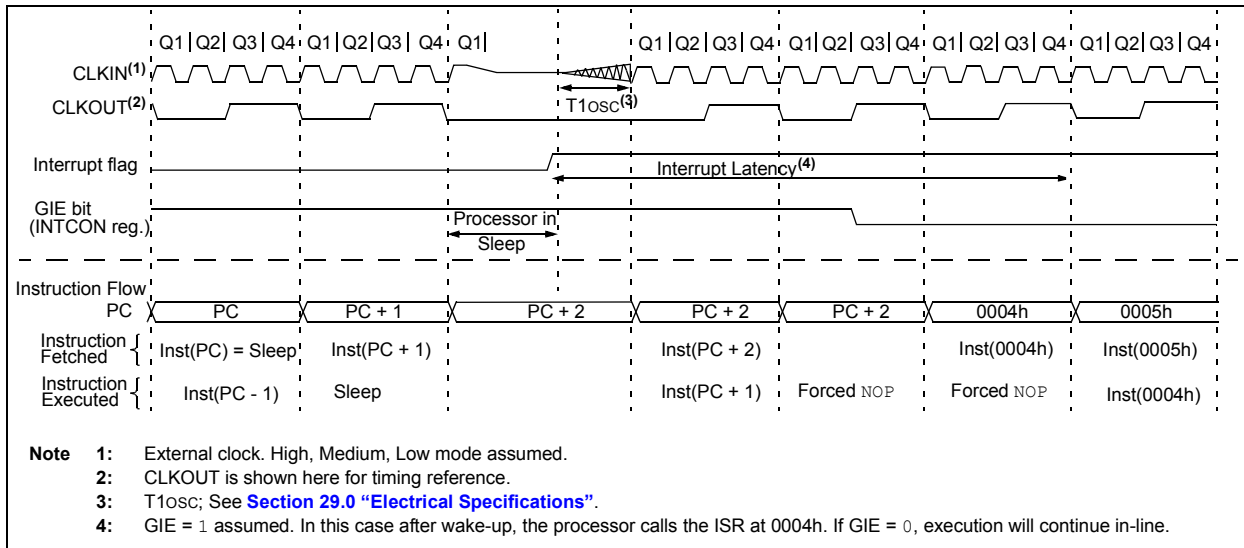 Q1 Q2 Q3 Q4 Q1 Q2 Q3 Q4 Q1 Q1 Q2 Q3 Q4 Q1 Q2 Q3 Q4 Q1 Q2 Q3 Q4 Q1 Q2 Q3 Q4
CLKIN(1)
CLKOUT(2)
T1OSC(3)
Interrupt flag
Interrupt Latency(4)
GIE bit
(INTCON reg.)
Processor in
Sleep
Instruction Flow
PC PC PC + 1 PC + 2 PC + 2 PC + 2 0004h 0005h
Instruction
Fetched
Inst(PC) = Sleep Inst(PC + 1) Inst(PC + 2) Inst(0004h) Inst(0005h)
Instruction
Executed
Inst(PC - 1) Sleep Inst(PC + 1) Forced NOP Forced NOP Inst(0004h)
Note 1: External clock. High, Medium, Low mode assumed.
2: CLKOUT is shown here for timing reference.
3: T1OSC; See Section 29.0 “Electrical Specifications”.
4: GIE = 1 assumed. In this case after wake-up, the processor calls the ISR at 0004h. If GIE = 0, execution will continue in-line.